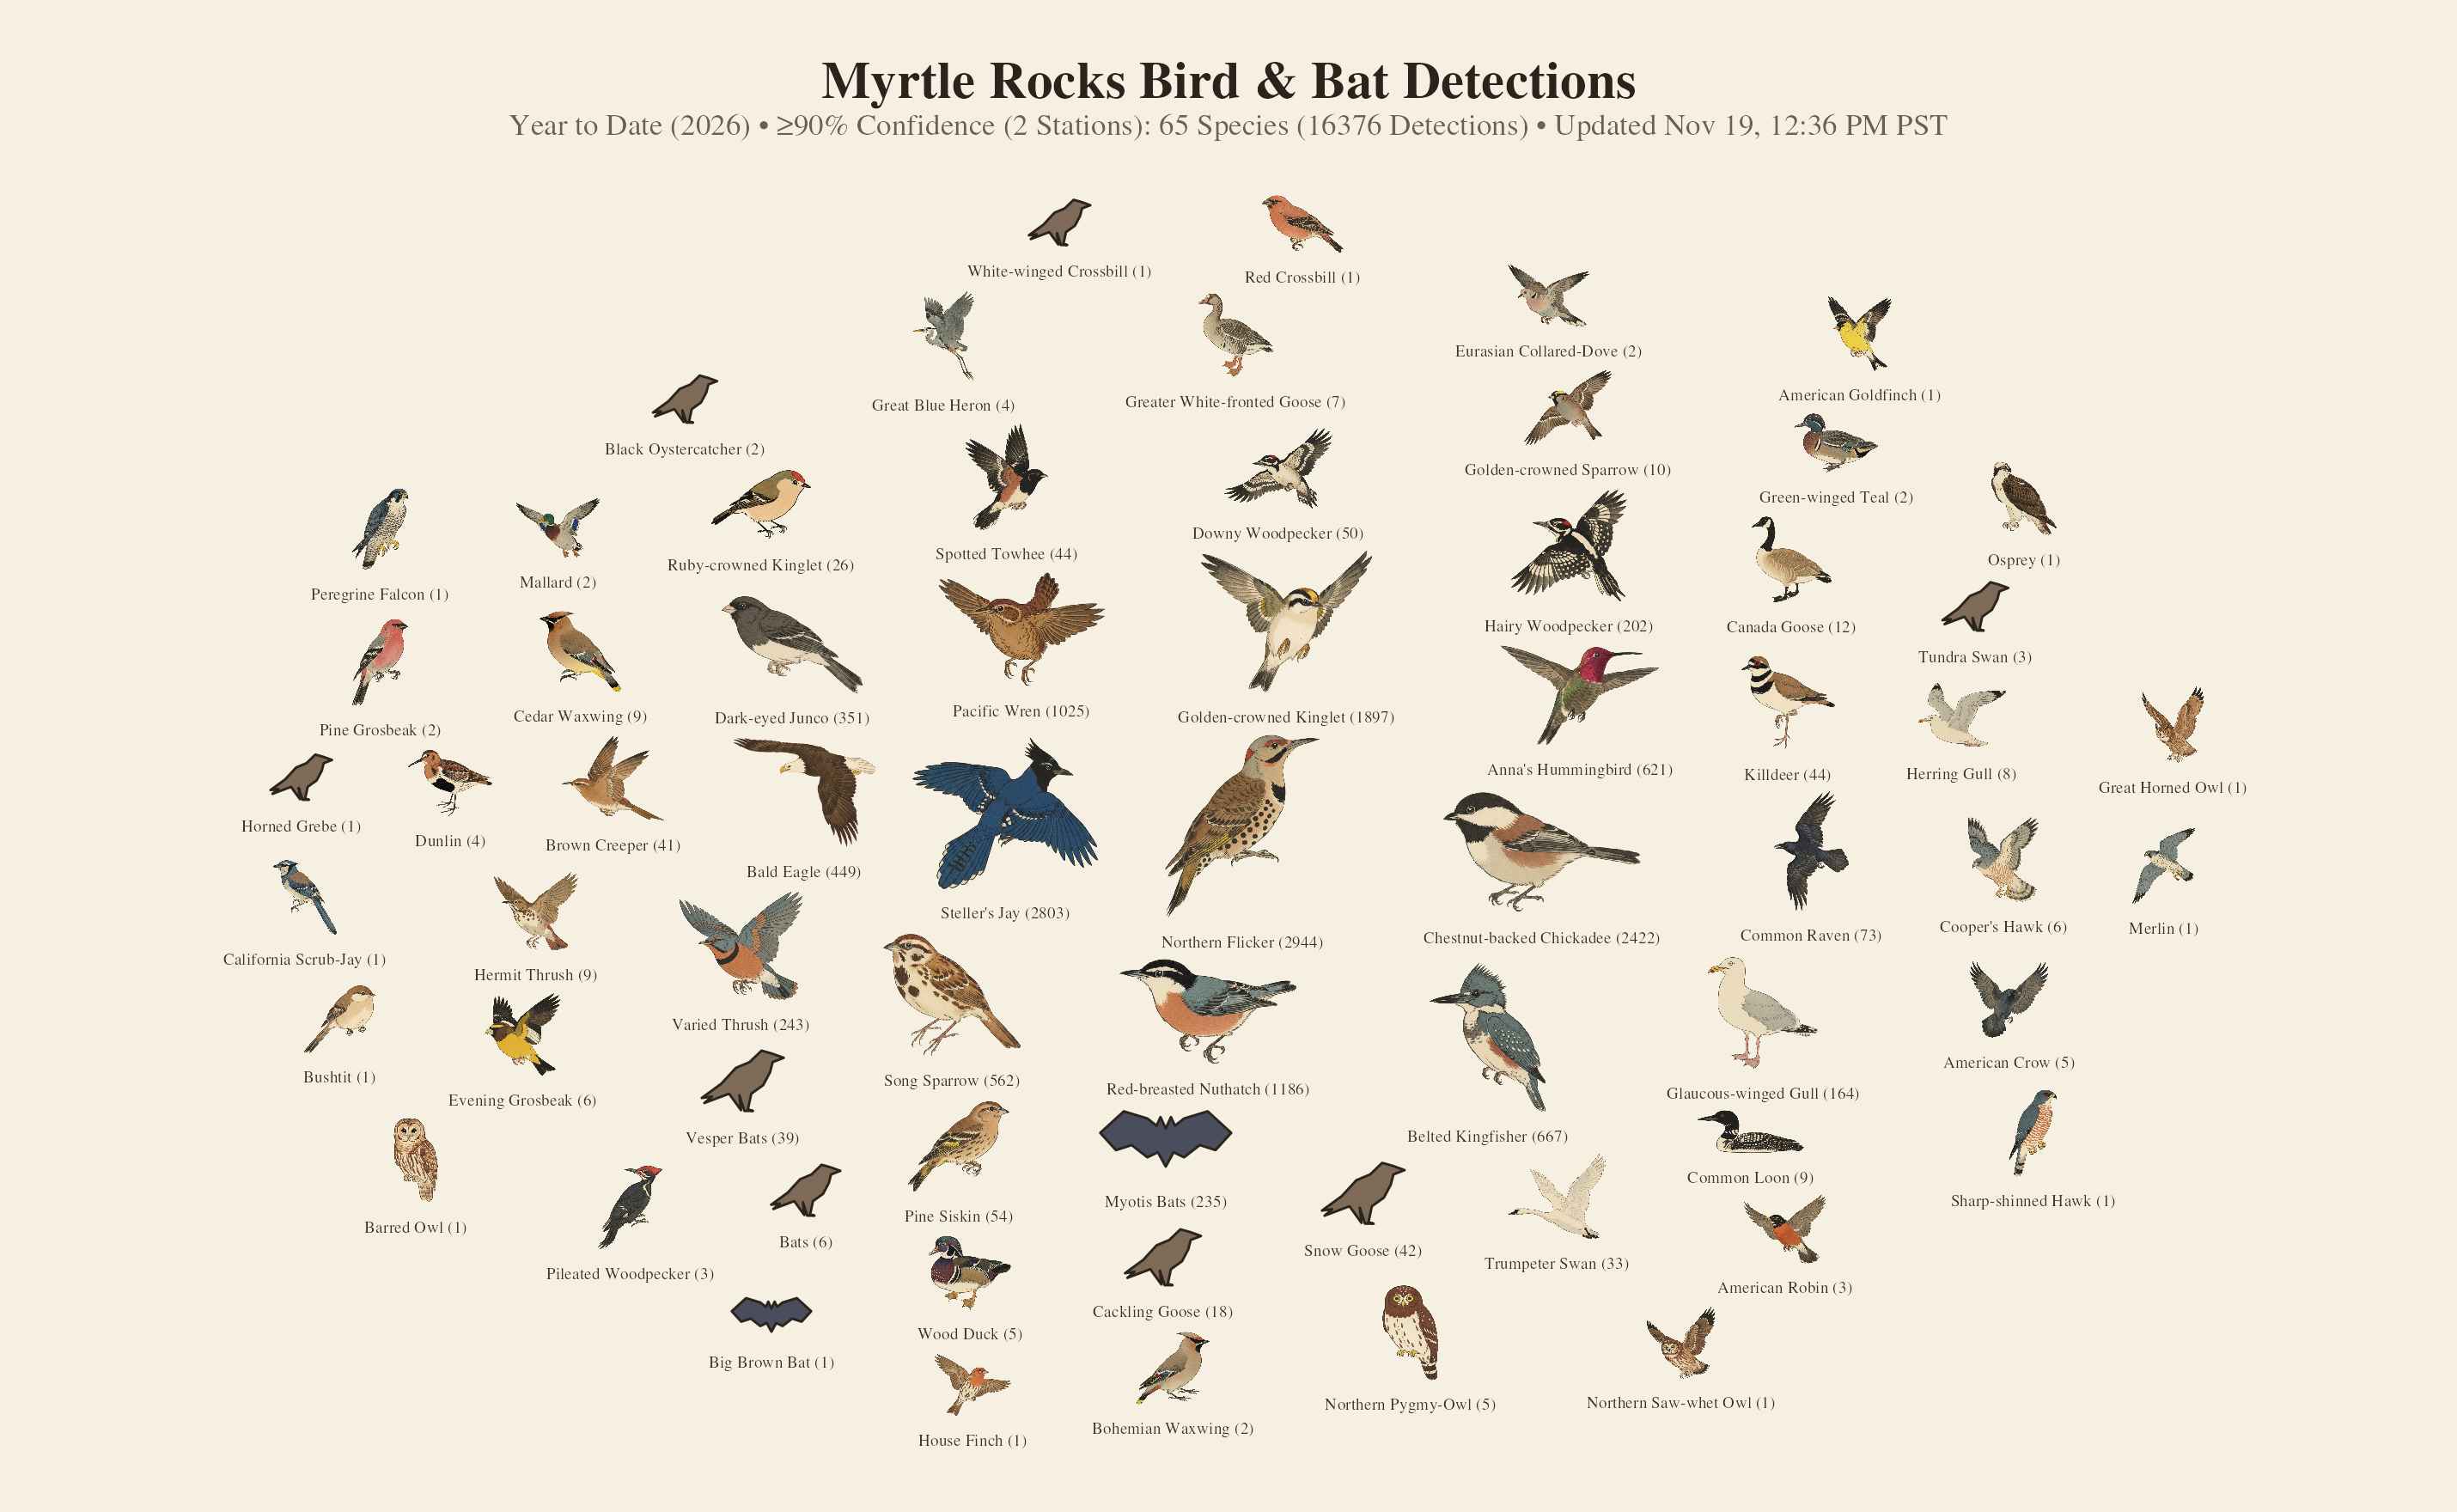 Myrtle Rocks Bird & Bat Detections
Year to Date (2026) • ≥90% Confidence (2 Stations): 65 Species (16376 Detections) • Updated Nov 19, 12:36 PM PST
White-winged Crossbill (1)
Red Crossbill (1)
Eurasian Collared-Dove (2)
American Goldfinch (1)
Great Blue Heron (4)
Greater White-fronted Goose (7)
Black Oystercatcher (2)
Golden-crowned Sparrow (10)
Green-winged Teal (2)
Spotted Towhee (44)
Downy Woodpecker (50)
Osprey (1)
Ruby-crowned Kinglet (26)
Mallard (2)
Peregrine Falcon (1)
Hairy Woodpecker (202)
Canada Goose (12)
Tundra Swan (3)
Pine Grosbeak (2)
Cedar Waxwing (9)
Dark-eyed Junco (351)
Pacific Wren (1025)
Golden-crowned Kinglet (1897)
Anna's Hummingbird (621)
Killdeer (44)
Herring Gull (8)
Great Horned Owl (1)
Horned Grebe (1)
Dunlin (4)
Brown Creeper (41)
Bald Eagle (449)
Steller's Jay (2803)
Northern Flicker (2944)
Chestnut-backed Chickadee (2422)
Common Raven (73)
Cooper's Hawk (6)
Merlin (1)
California Scrub-Jay (1)
Hermit Thrush (9)
Varied Thrush (243)
Song Sparrow (562)
Red-breasted Nuthatch (1186)
Belted Kingfisher (667)
Glaucous-winged Gull (164)
American Crow (5)
Bushtit (1)
Evening Grosbeak (6)
Vesper Bats (39)
Pine Siskin (54)
Myotis Bats (235)
Snow Goose (42)
Trumpeter Swan (33)
Common Loon (9)
Sharp-shinned Hawk (1)
Barred Owl (1)
Pileated Woodpecker (3)
Bats (6)
Wood Duck (5)
Cackling Goose (18)
American Robin (3)
Big Brown Bat (1)
House Finch (1)
Bohemian Waxwing (2)
Northern Pygmy-Owl (5)
Northern Saw-whet Owl (1)